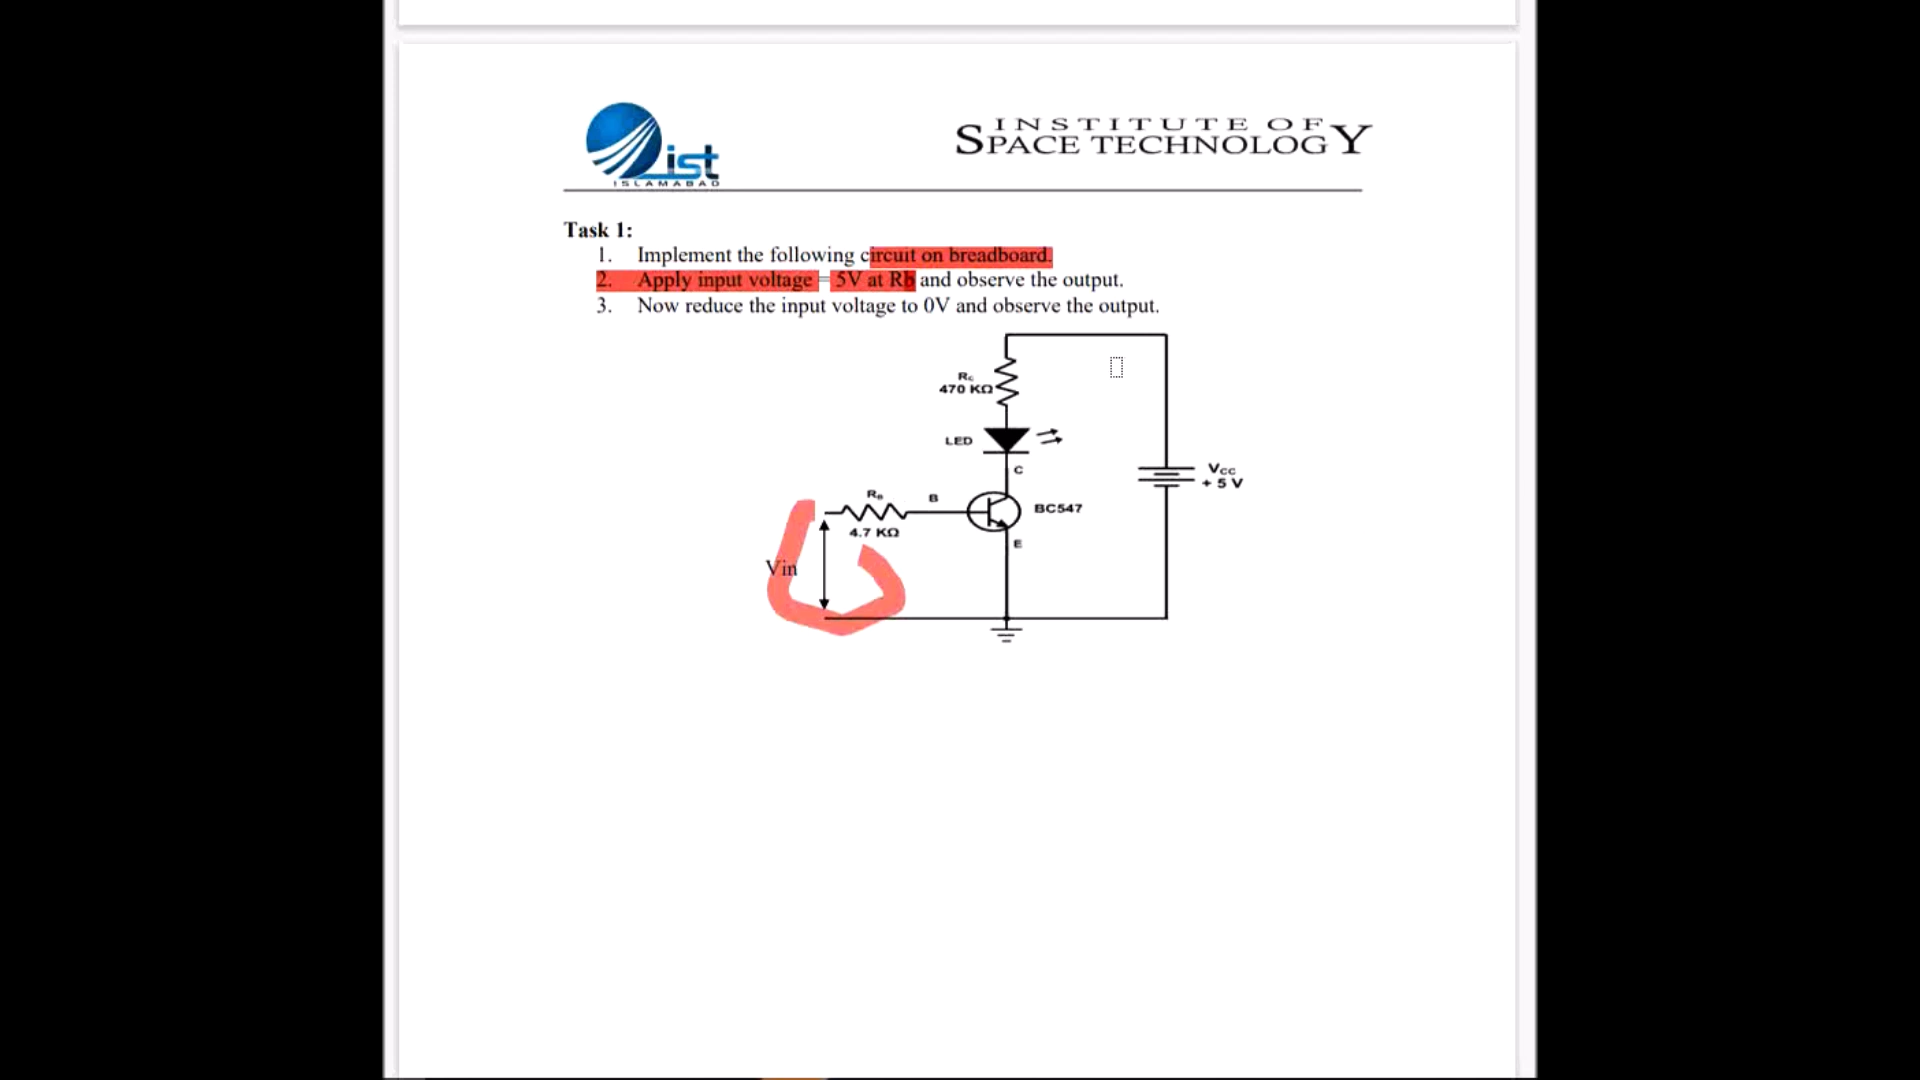 ist
ISLAMABAD
INSTITUTE OF
SPACE TECHNOLOGY
Task 1:
1. Implement the following circuit on breadboard.
2. Apply input voltage = 5V at Rb and observe the output.
3. Now reduce the input voltage to 0V and observe the output.
Rc
470 KΩ
LED
C
Vcc
+ 5 V
RB
B
BC547
4.7 KΩ
E
Vin